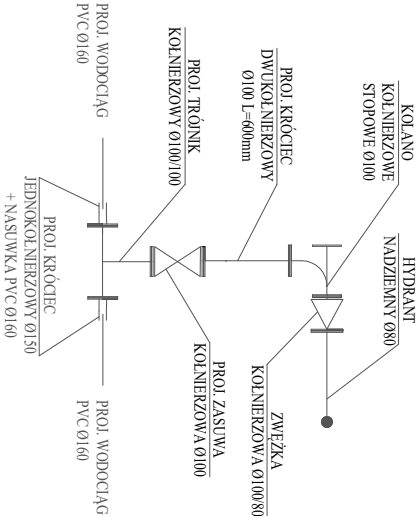 KOLANO
KOŁNIERZOWE
STOPOWE Ø100
HYDRANT
NADZIEMNY Ø80
PROJ. KRÓCIEC
DWUKOŁNIERZOWY
Ø100 L=600mm
ZWĘŻKA
KOŁNIERZOWA Ø100/80
PROJ. TRÓJNIK
KOŁNIERZOWY Ø100/100
PROJ. ZASUWA
KOŁNIERZOWA Ø100
PROJ. WODOCIĄG
PVC Ø160
PROJ. KRÓCIEC
JEDNOKOŁNIERZOWY Ø150
+ NASUWKA PVC Ø160
PROJ. WODOCIĄG
PVC Ø160